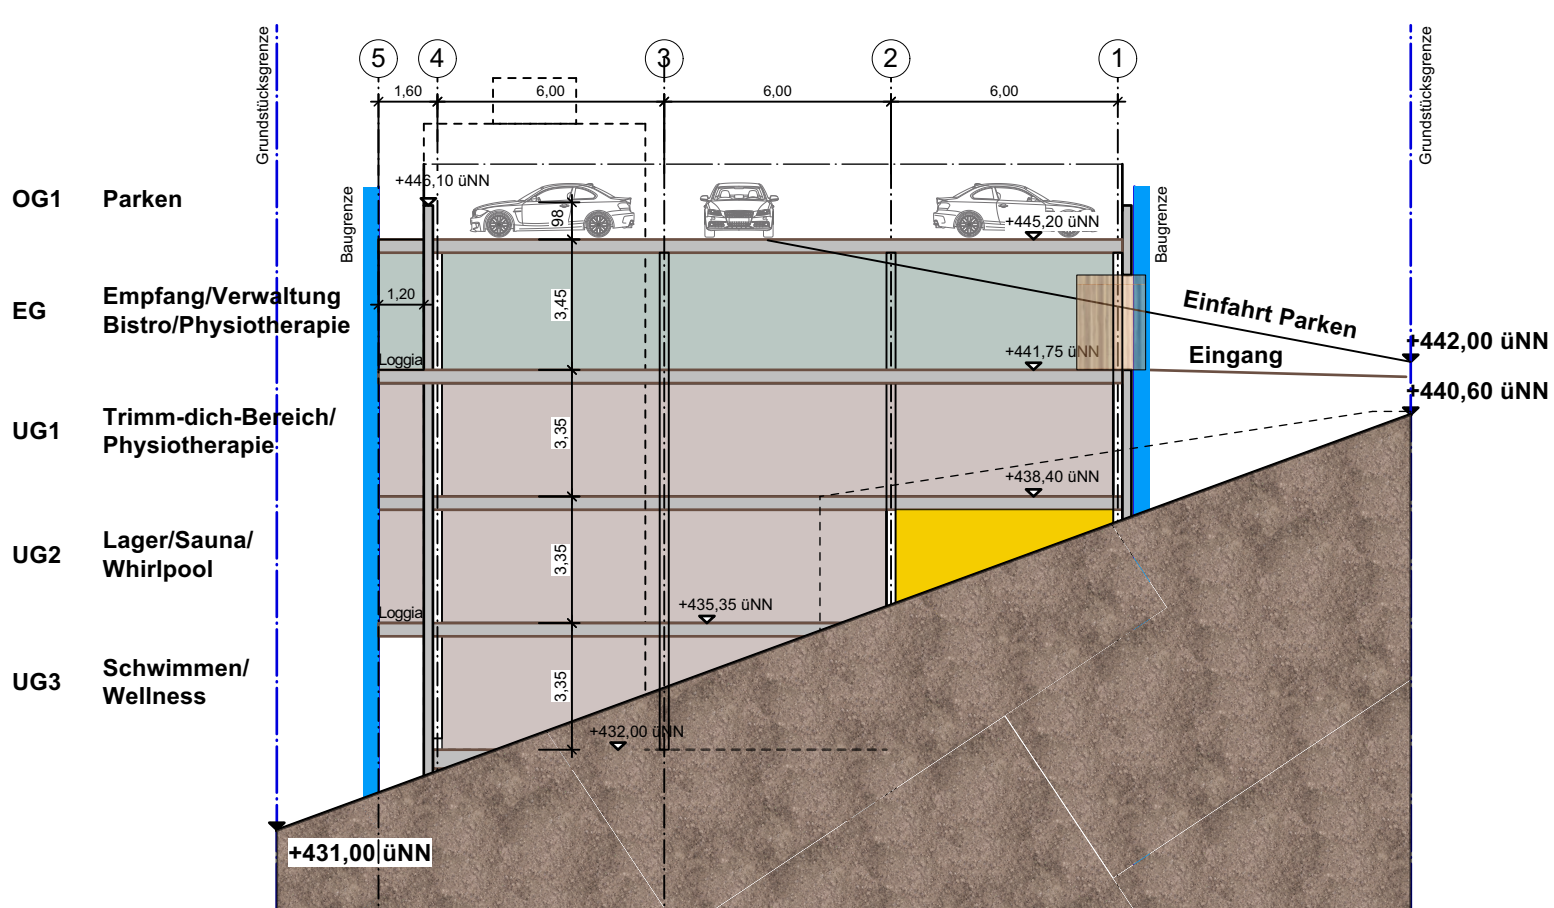 Grundstücksgrenze
Grundstücksgrenze
5
4
3
2
1
1,60
6,00
6,00
6,00
+446,10 üNN
OG1 Parken
Baugrenze
Baugrenze
98
+445,20 üNN
EG Empfang/Verwaltung
Bistro/Physiotherapie
1,20
3,45
Einfahrt Parken
+442,00 üNN
Loggia
+441,75 üNN
Eingang
+440,60 üNN
UG1 Trimm-dich-Bereich/
Physiotherapie
3,35
+438,40 üNN
UG2 Lager/Sauna/
Whirlpool
3,35
Loggia
+435,35 üNN
UG3 Schwimmen/
Wellness
3,35
+432,00 üNN
+431,00 üNN